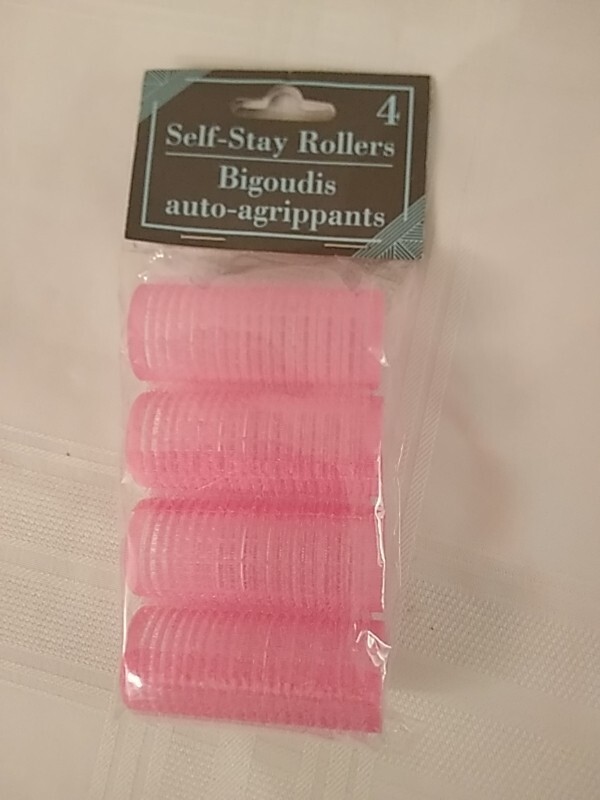 4
Self-Stay Rollers
Bigoudis
auto-agrippants